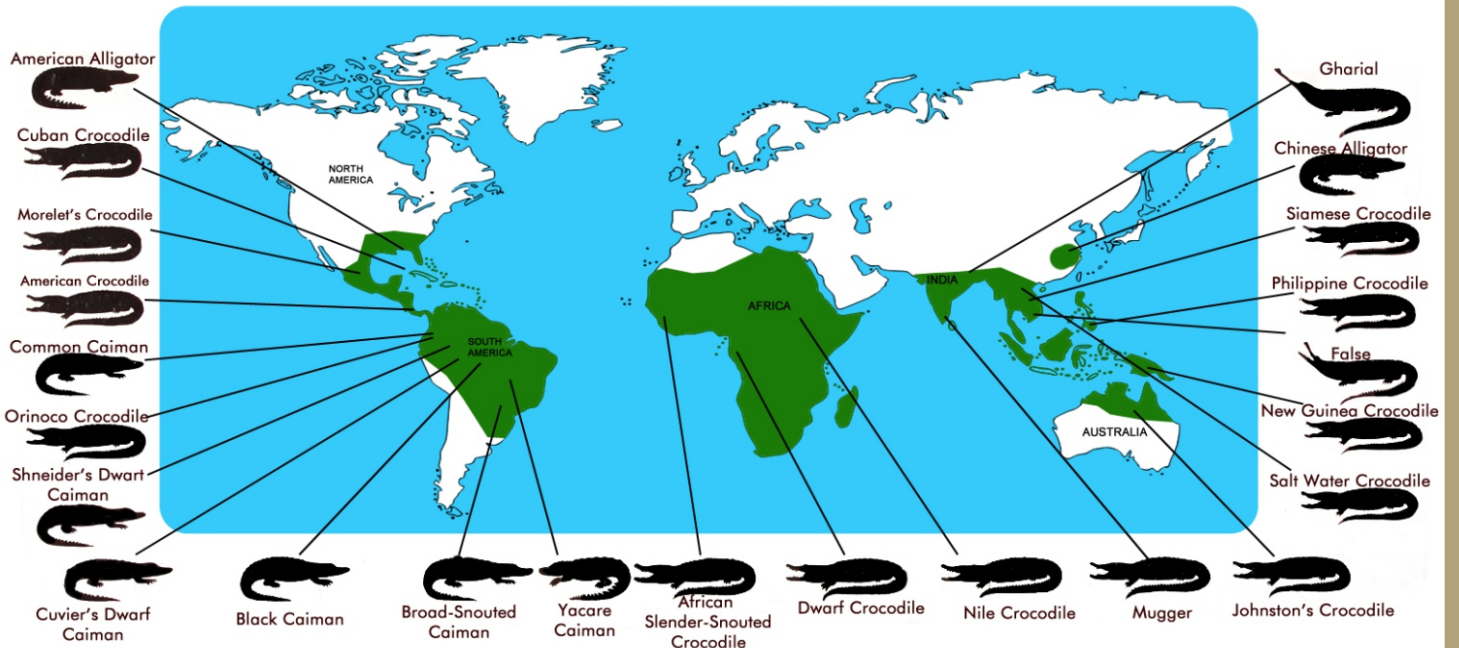 American Alligator
Cuban Crocodile
Morelet's Crocodile
American Crocodile
Common Caiman
Orinoco Crocodile
Shneider's Dwart
Caiman
Cuvier's Dwarf
Caiman
Black Caiman
Broad-Snouted
Caiman
Yacare
Caiman
African
Slender-Snouted
Crocodile
Dwarf Crocodile
Nile Crocodile
Mugger
Johnston's Crocodile
Gharial
Chinese Alligator
Siamese Crocodile
Philippine Crocodile
False
New Guinea Crocodile
Salt Water Crocodile
NORTH
AMERICA
SOUTH
AMERICA
AFRICA
INDIA
AUSTRALIA